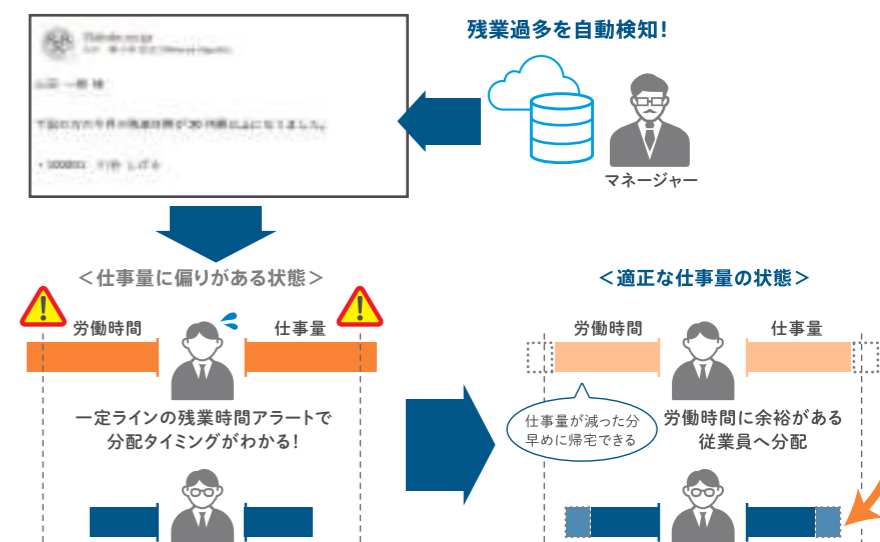 残業過多を自動検知！
マネージャー
＜仕事量に偏りがある状態＞
労働時間
仕事量
一定ラインの残業時間アラートで
分配タイミングがわかる！
＜適正な仕事量の状態＞
労働時間
仕事量
仕事量が減った分
早めに帰宅できる
労働時間に余裕がある
従業員へ分配